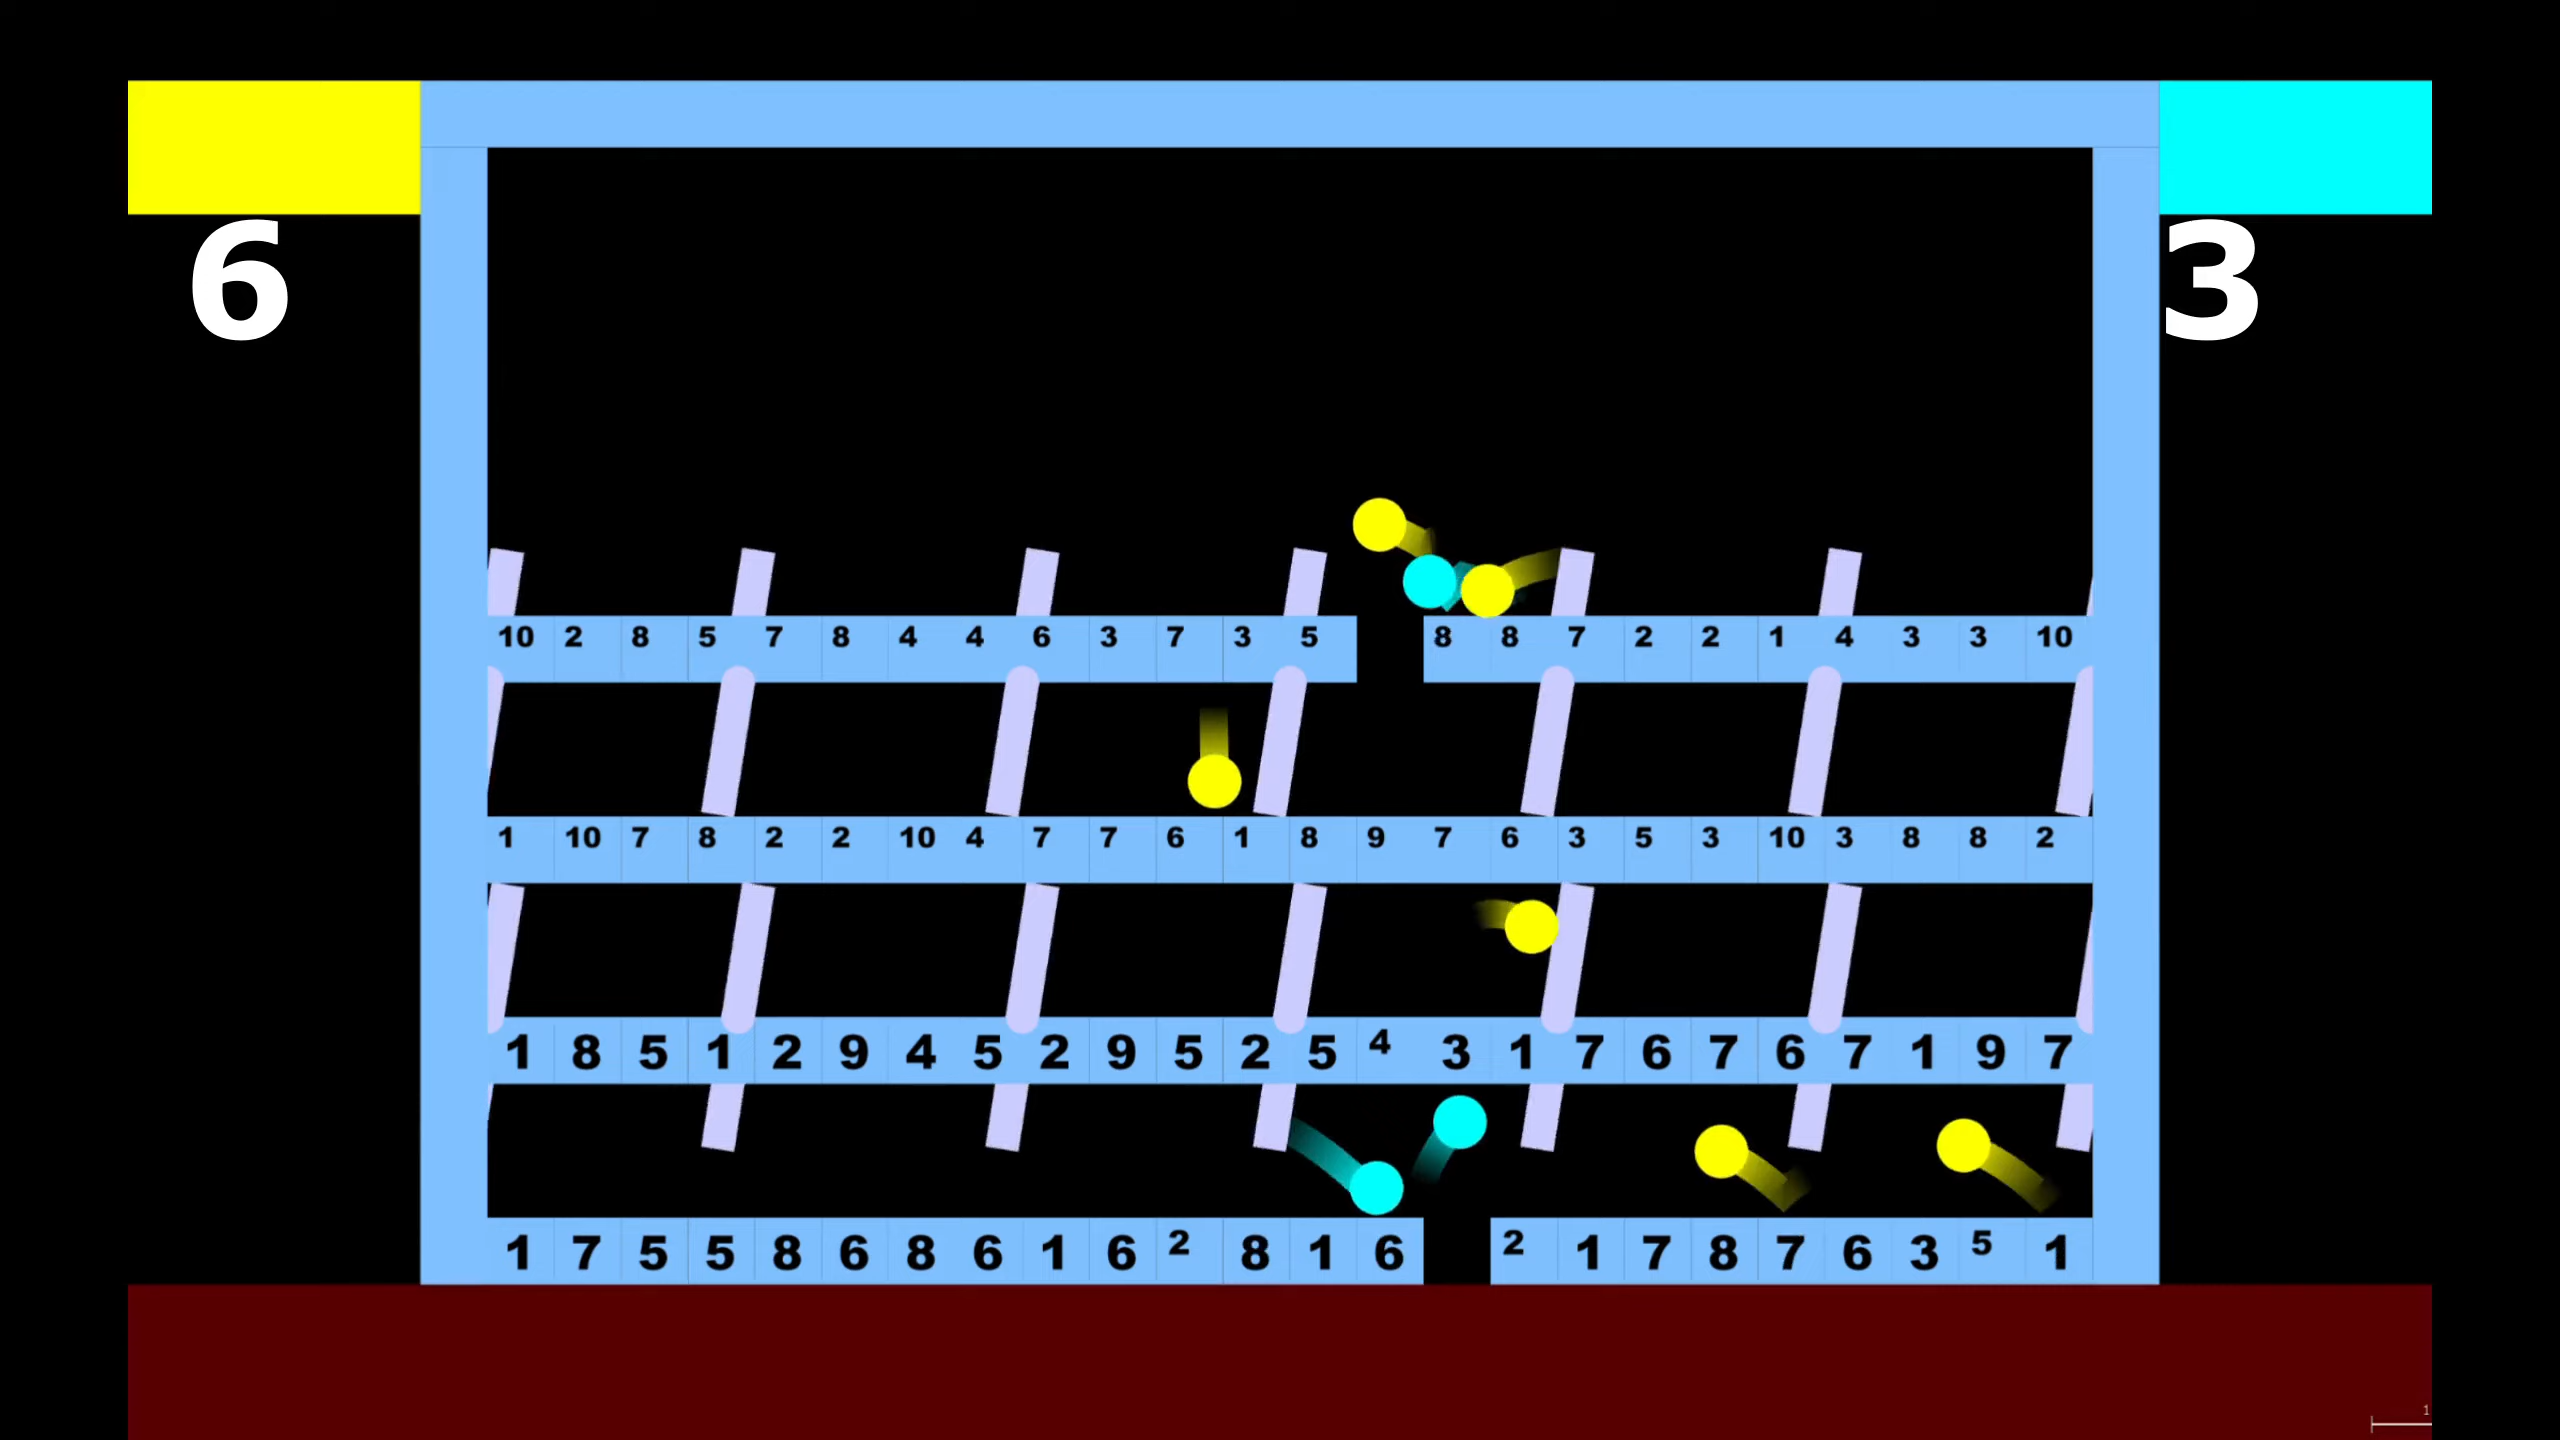 6 3
10 2 8 5 7 8 4 4 6 3 7 3 5 8 8 7 2 2 1 4 3 3 10
1 10 7 8 2 2 10 4 7 7 6 1 8 9 7 6 3 5 3 10 3 8 8 2
1 8 5 1 2 9 4 5 2 9 5 2 5 4 3 1 7 6 7 6 7 1 9 7
1 7 5 5 8 6 8 6 1 6 2 8 1 6 2 1 7 8 7 6 3 5 1
1